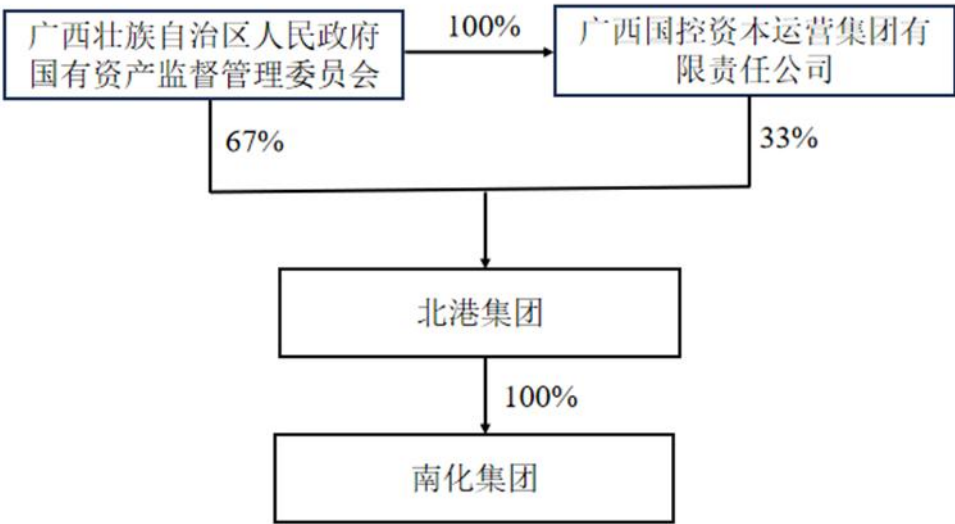 广西壮族自治区人民政府
国有资产监督管理委员会
100%
广西国控资本运营集团有
限责任公司
67%
33%
北港集团
100%
南化集团